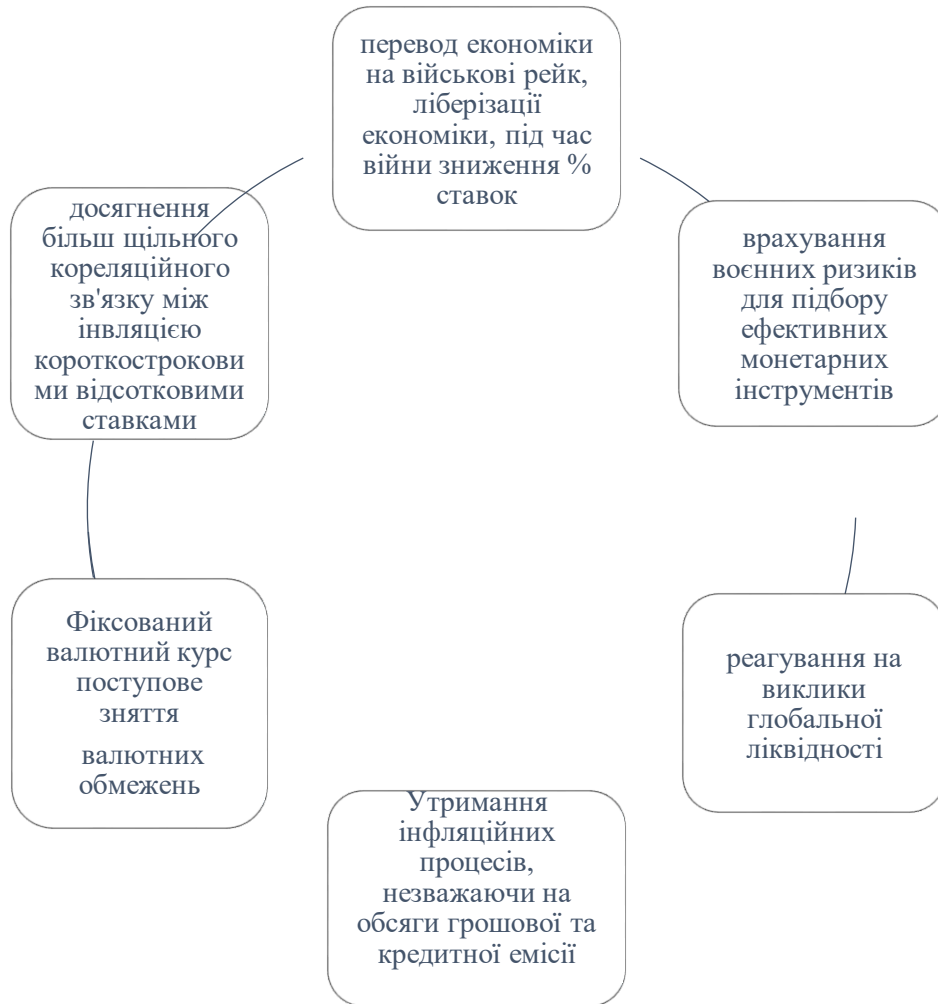 перевод економіки
на військові рейк,
ліберізації
економіки, під час
війни зниження %
ставок
врахування
воєнних ризиків
для підбору
ефективних
монетарних
інструментів
реагування на
виклики
глобальної
ліквідності
Утримання
інфляційних
процесів,
незважаючи на
обсяги грошової та
кредитної емісії
Фіксований
валютний курс
поступове
зняття
валютних
обмежень
досягнення
більш щільного
кореляційного
зв'язку між
інвляцією
короткострокови
ми відсотковими
ставками